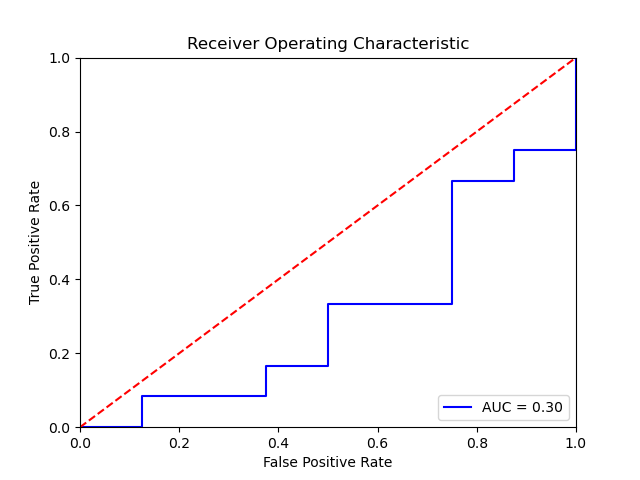 Receiver Operating Characteristic
True Positive Rate
1.0
0.8
0.6
0.4
0.2
0.0
AUC = 0.30
0.0 0.2 0.4 0.6 0.8 1.0
False Positive Rate